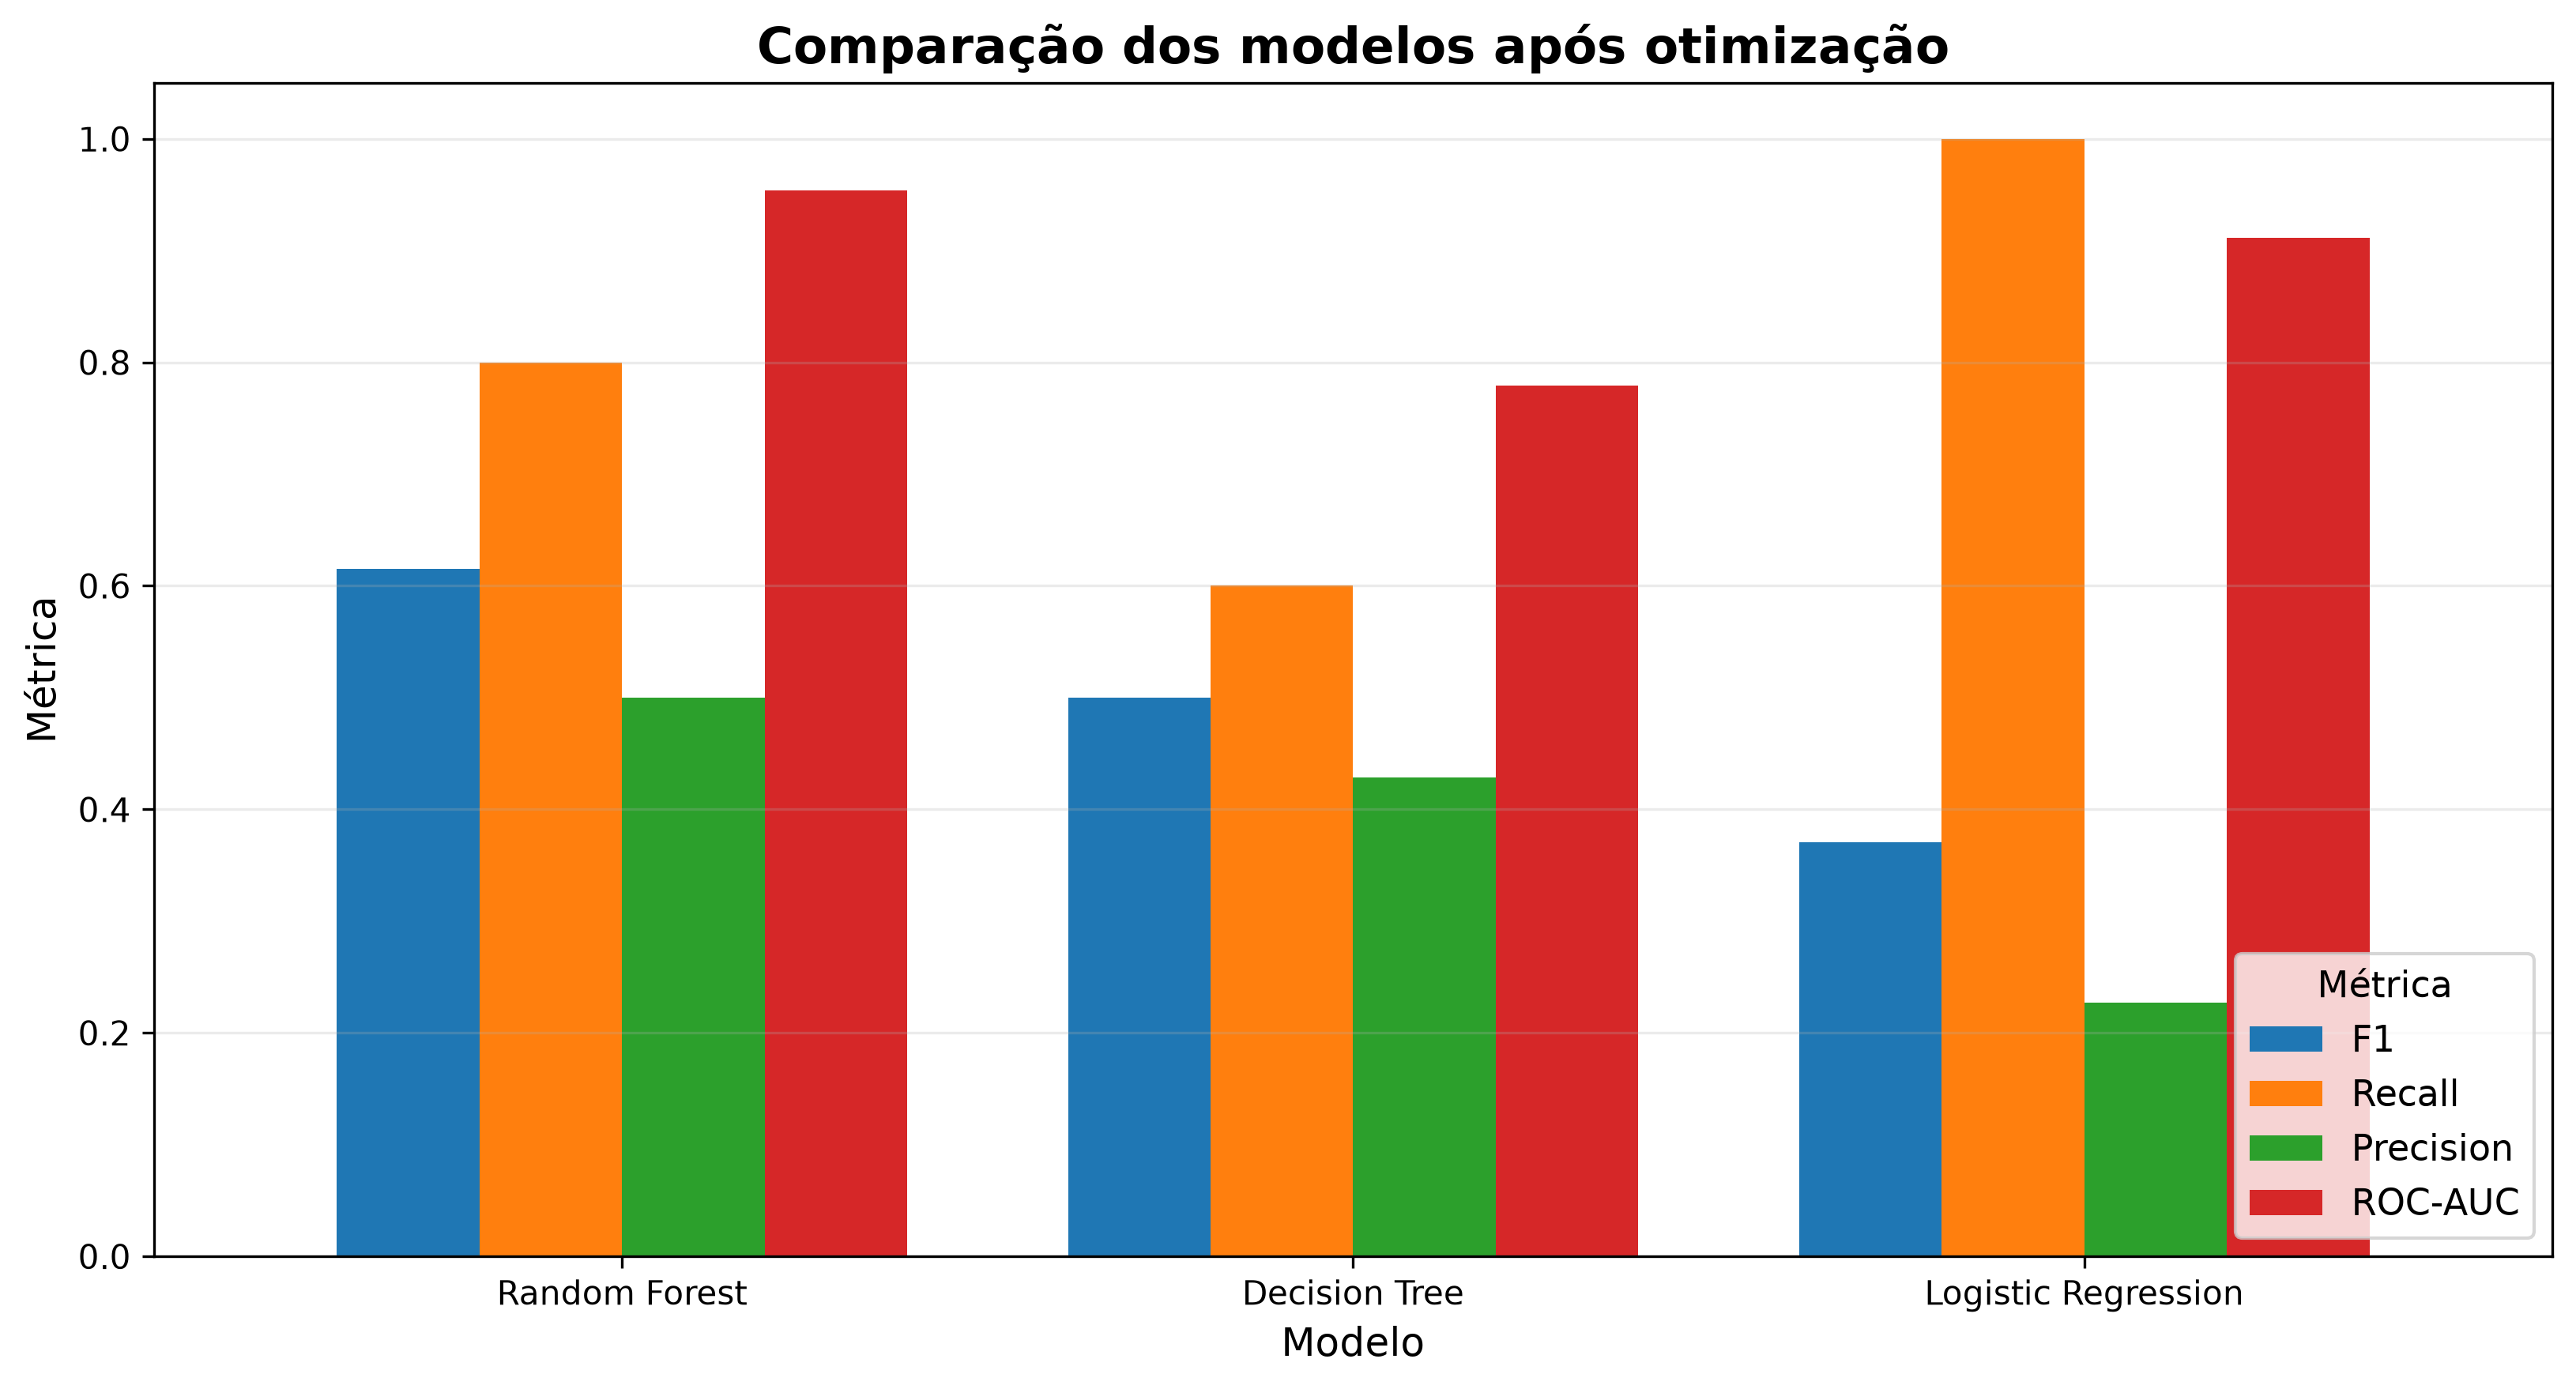 Comparação dos modelos após otimização
Métrica
1.0
0.8
0.6
0.4
0.2
0.0
Random Forest
Decision Tree
Logistic Regression
Modelo
Métrica
F1
Recall
Precision
ROC-AUC